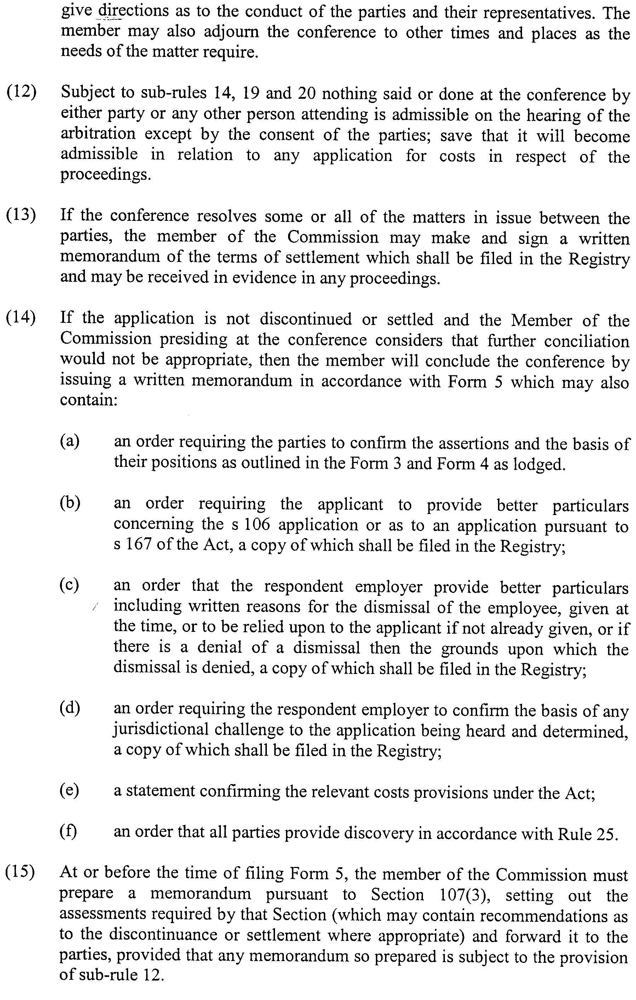 give directions as to the conduct of the parties and their representatives. The
member may also adjourn the conference to other times and places as the
needs of the matter require.
(12) Subject to sub-rules 14, 19 and 20 nothing said or done at the conference by
either party or any other person attending is admissible on the hearing of the
arbitration except by the consent of the parties; save that it will become
admissible in relation to any application for costs in respect of the
proceedings.
(13) If the conference resolves some or all of the matters in issue between the
parties, the member of the Commission may make and sign a written
memorandum of the terms of settlement which shall be filed in the Registry
and may be received in evidence in any proceedings.
(14) If the application is not discontinued or settled and the Member of the
Commission presiding at the conference considers that further conciliation
would not be appropriate, then the member will conclude the conference by
issuing a written memorandum in accordance with Form 5 which may also
contain:
(a) an order requiring the parties to confirm the assertions and the basis of
their positions as outlined in the Form 3 and Form 4 as lodged.
(b) an order requiring the applicant to provide better particulars
concerning the s 106 application or as to an application pursuant to
s 167 of the Act, a copy of which shall be filed in the Registry;
(c) an order that the respondent employer provide better particulars
including written reasons for the dismissal of the employee, given at
the time, or to be relied upon to the applicant if not already given, or if
there is a denial of a dismissal then the grounds upon which the
dismissal is denied, a copy of which shall be filed in the Registry;
(d) an order requiring the respondent employer to confirm the basis of any
jurisdictional challenge to the application being heard and determined,
a copy of which shall be filed in the Registry;
(e) a statement confirming the relevant costs provisions under the Act;
(f) an order that all parties provide discovery in accordance with Rule 25.
(15) At or before the time of filing Form 5, the member of the Commission must
prepare a memorandum pursuant to Section 107(3), setting out the
assessments required by that Section (which may contain recommendations as
to the discontinuance or settlement where appropriate) and forward it to the
parties, provided that any memorandum so prepared is subject to the provision
of sub-rule 12.